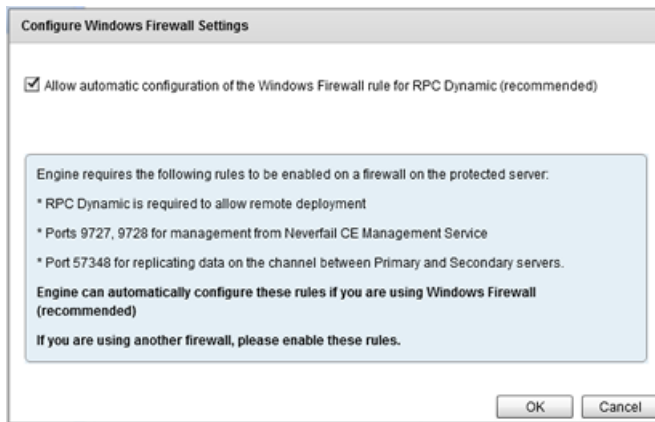 Configure Windows Firewall Settings
Allow automatic configuration of the Windows Firewall rule for RPC Dynamic (recommended)
Engine requires the following rules to be enabled on a firewall on the protected server:
* RPC Dynamic is required to allow remote deployment
* Ports 9727, 9728 for management from Neverfail CE Management Service
* Port 57348 for replicating data on the channel between Primary and Secondary servers.
Engine can automatically configure these rules if you are using Windows Firewall
(recommended)
If you are using another firewall, please enable these rules.
OK Cancel